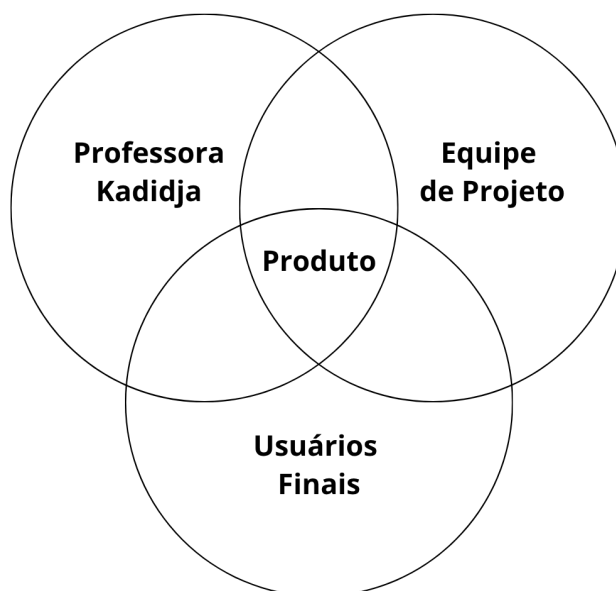 Professora
Kadidja
Equipe
de Projeto
Produto
Usuários
Finais